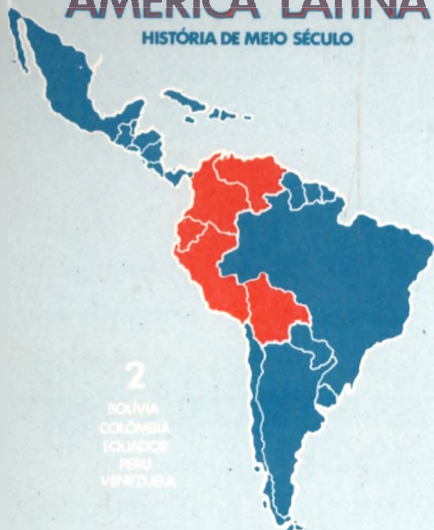 AMÉRICA LATINA
HISTÓRIA DE MEIO SÉCULO
2
BOLÍVIA
COLÔMBIA
EQUADOR
PERU
VENEZUELA